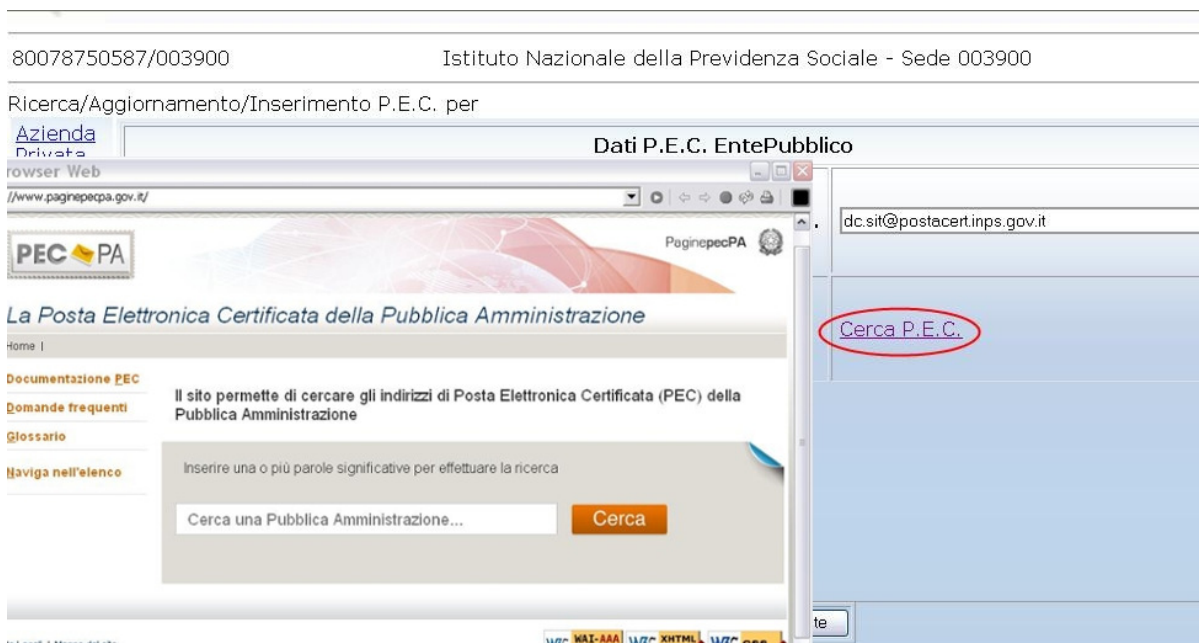 80078750587/003900 Istituto Nazionale della Previdenza Sociale - Sede 003900
Ricerca/Aggiornamento/Inserimento P.E.C. per
Azienda
Privata
Dati P.E.C. EntePubblico
rowser Web
//www.paginepecpa.gov.it/
dc.sit@postacert.inps.gov.it
PEC PA
PaginepecPA
La Posta Elettronica Certificata della Pubblica Amministrazione
Cerca P.E.C.
Home |
Documentazione PEC
Domande frequenti
Glossario
Naviga nell'elenco
Il sito permette di cercare gli indirizzi di Posta Elettronica Certificata (PEC) della
Pubblica Amministrazione
Inserire una o più parole significative per effettuare la ricerca
Cerca una Pubblica Amministrazione... Cerca
te
W3C WAI-AAA W3C XHTML W3C